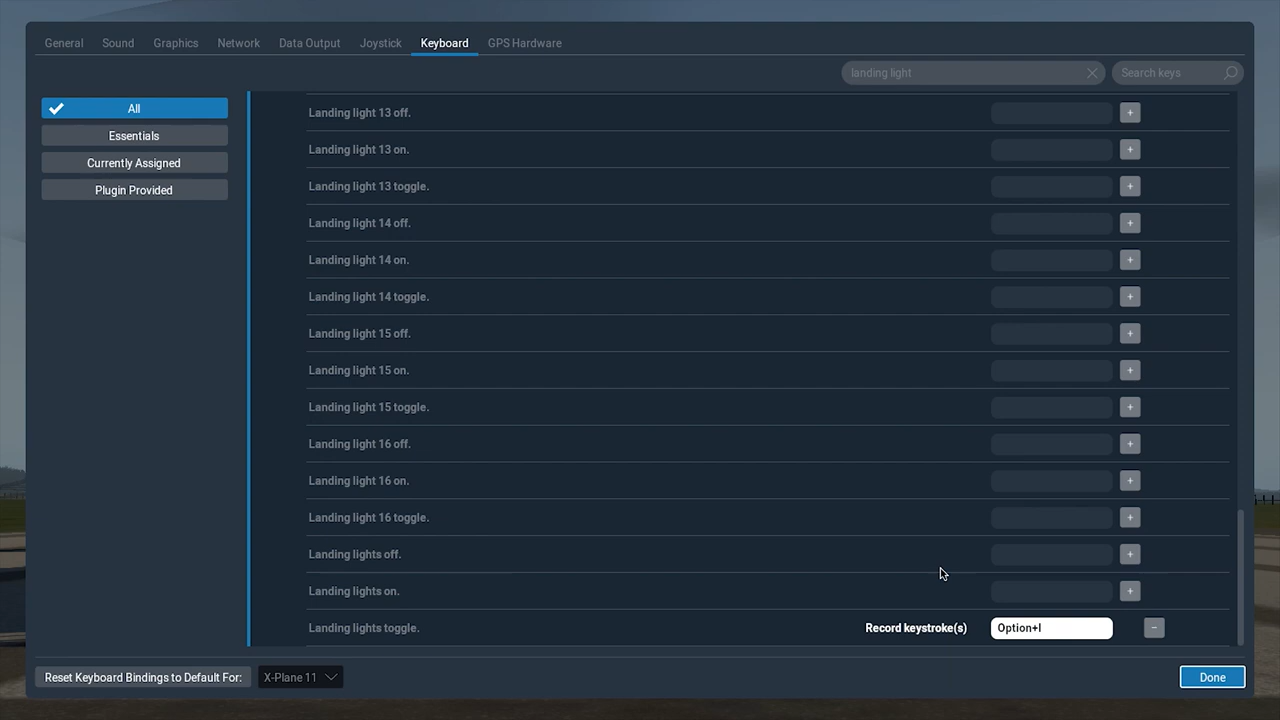 General Sound Graphics Network Data Output Joystick Keyboard GPS Hardware
landing light Search keys
All
Essentials
Currently Assigned
Plugin Provided
Landing light 13 off.
Landing light 13 on.
Landing light 13 toggle.
Landing light 14 off.
Landing light 14 on.
Landing light 14 toggle.
Landing light 15 off.
Landing light 15 on.
Landing light 15 toggle.
Landing light 16 off.
Landing light 16 on.
Landing light 16 toggle.
Landing lights off.
Landing lights on.
Landing lights toggle. Record keystroke(s) Option+l
Reset Keyboard Bindings to Default For: X-Plane 11 Done